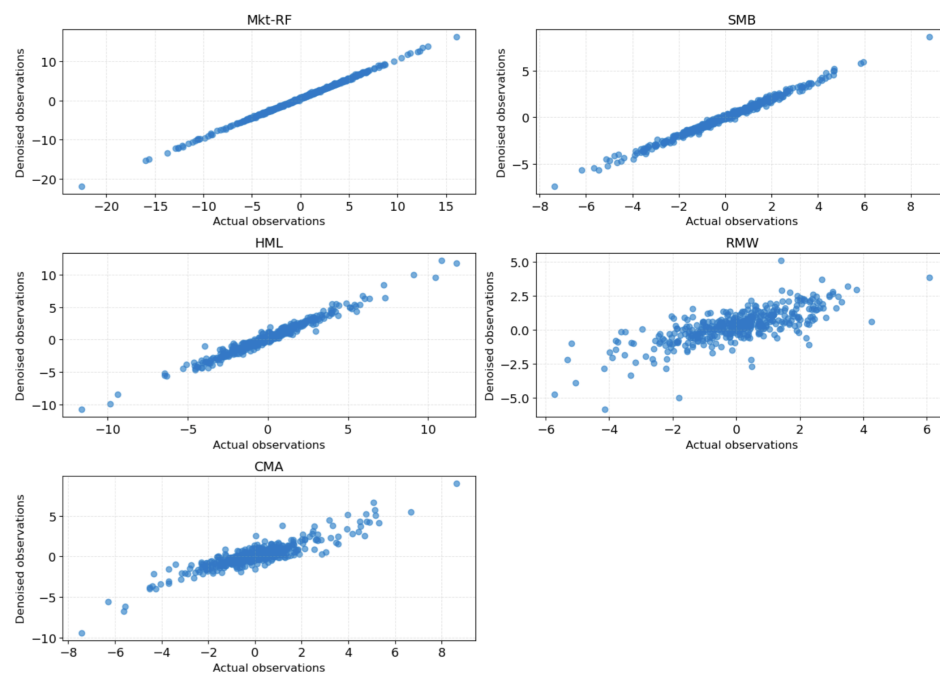 Mkt-RF
Denoised observations
10
0
−10
−20
−20 −15 −10 −5 0 5 10 15
Actual observations
SMB
Denoised observations
5
0
−5
−8 −6 −4 −2 0 2 4 6 8
Actual observations
HML
Denoised observations
10
5
0
−5
−10
−10 −5 0 5 10
Actual observations
RMW
Denoised observations
5.0
2.5
0.0
−2.5
−5.0
−6 −4 −2 0 2 4 6
Actual observations
CMA
Denoised observations
5
0
−5
−10
−8 −6 −4 −2 0 2 4 6 8
Actual observations